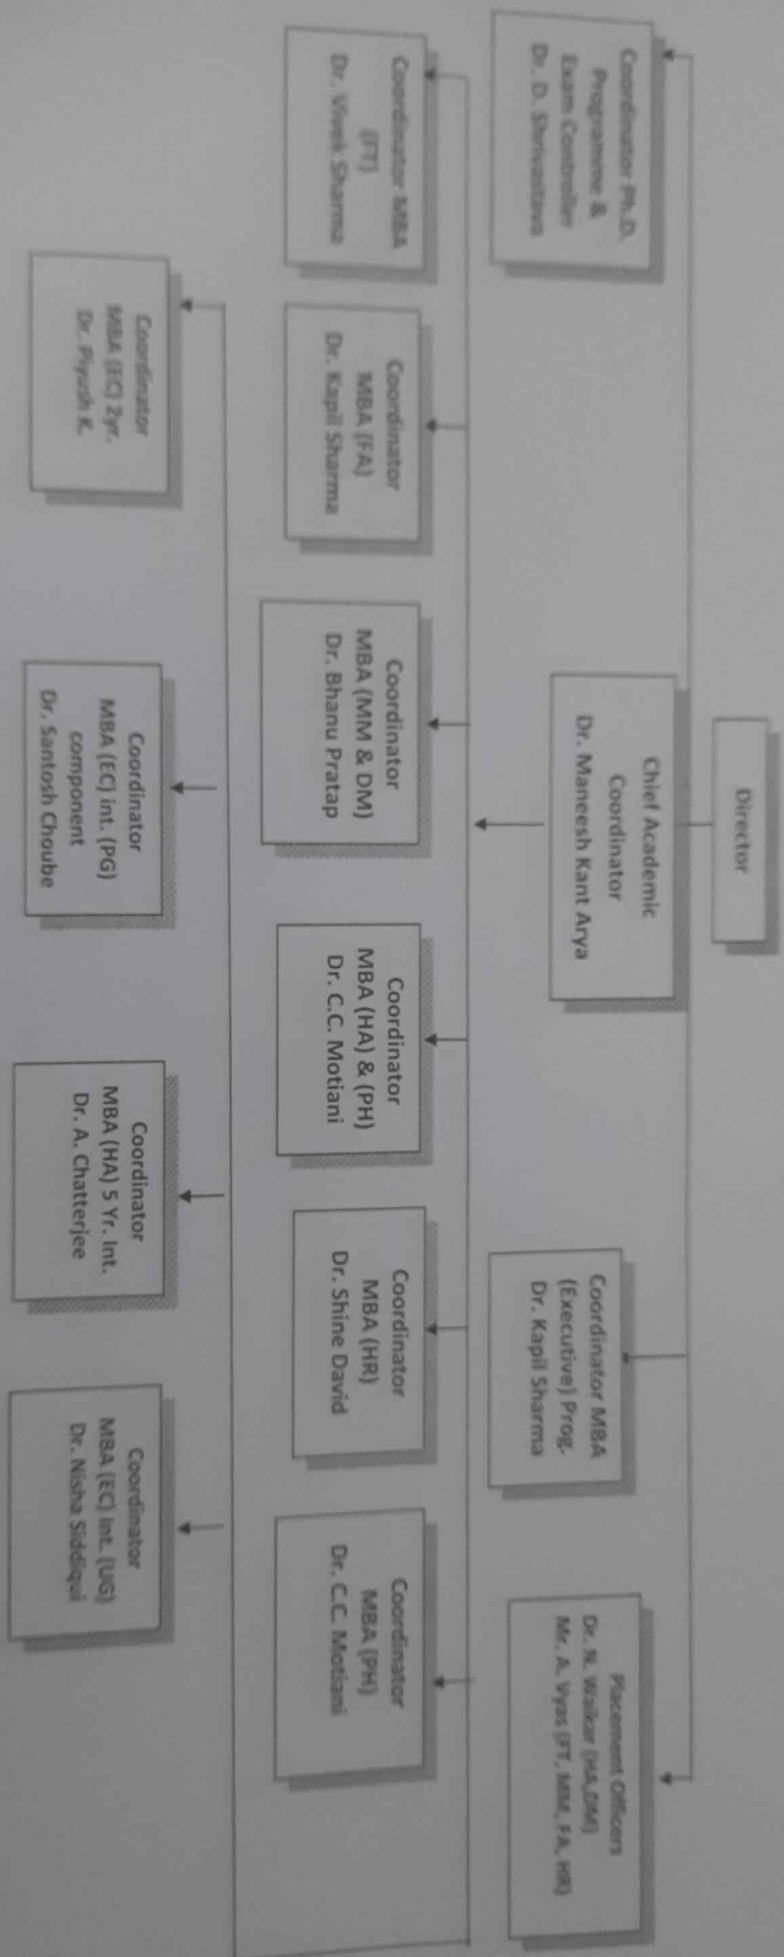 Director
Chief Academic
Coordinator
Dr. Maneesh Kant Arya
Coordinator Ph.D.
Programme &
Exam Controller
Dr. D. Shrivastava
Coordinator MBA
(Executive) Prog.
Dr. Kapil Sharma
Placement Officers
Dr. N. Walkar (HA,DM)
Mr. A. Vyas (FT, MM, FA, HR)
Coordinator MBA
(FT)
Dr. Vivek Sharma
Coordinator
MBA (FA)
Dr. Kapil Sharma
Coordinator
MBA (MM & DM)
Dr. Bhanu Pratap
Coordinator
MBA (HA) & (PH)
Dr. C.C. Motiani
Coordinator
MBA (HR)
Dr. Shine David
Coordinator
MBA (PH)
Dr. C.C. Motiani
Coordinator
MBA (EC) 2yr.
Dr. Piyush K.
Coordinator
MBA (EC) int. (PG)
component
Dr. Santosh Choube
Coordinator
MBA (HA) 5 Yr. Int.
Dr. A. Chatterjee
Coordinator
MBA (EC) Int. (UG)
Dr. Nisha Siddiqui